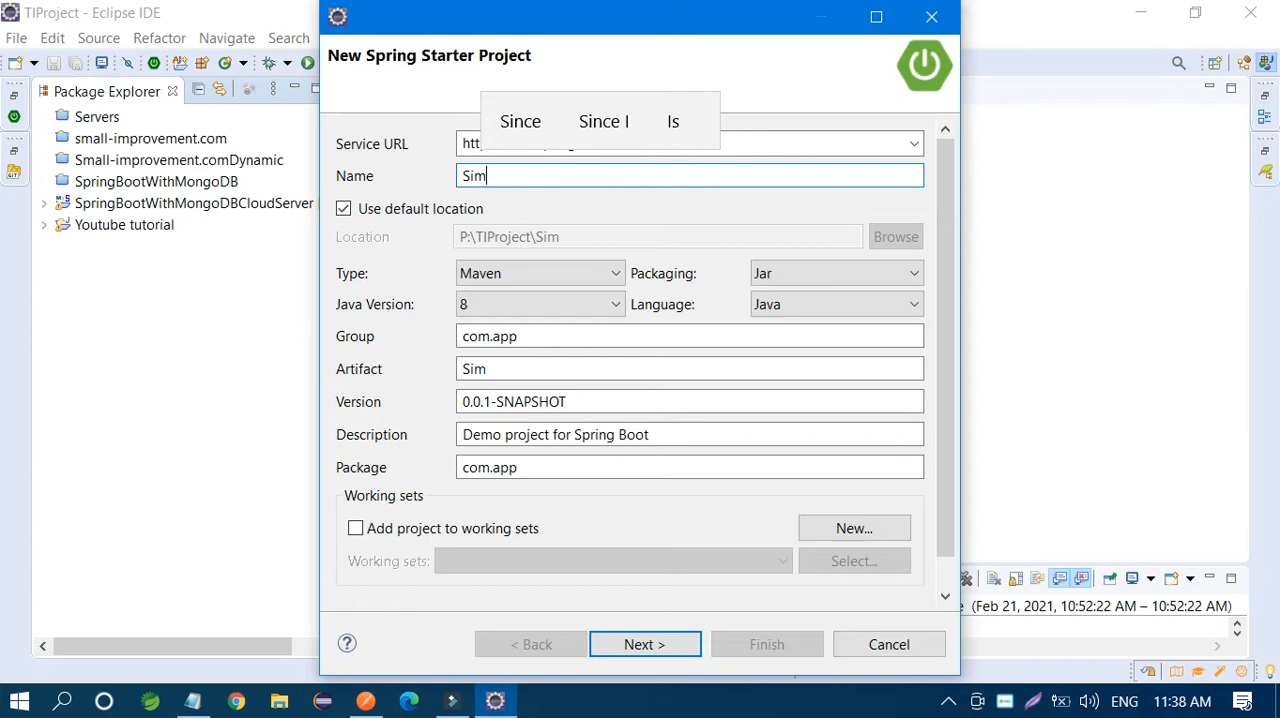 TIProject - Eclipse IDE
File Edit Source Refactor Navigate Search
New Spring Starter Project
Package Explorer
Since Since I Is
Servers
small-improvement.com
Small-improvement.comDynamic
SpringBootWithMongoDB
SpringBootWithMongoDBCloudServer
Youtube tutorial
Service URL
Name Sim
Use default location
Location P:\TIProject\Sim Browse
Type: Maven Packaging: Jar
Java Version: 8 Language: Java
Group com.app
Artifact Sim
Version 0.0.1-SNAPSHOT
Description Demo project for Spring Boot
Package com.app
Working sets
Add project to working sets New...
Working sets: Select...
(Feb 21, 2021, 10:52:22 AM – 10:52:22 AM)
< Back Next > Finish Cancel
ENG 11:38 AM